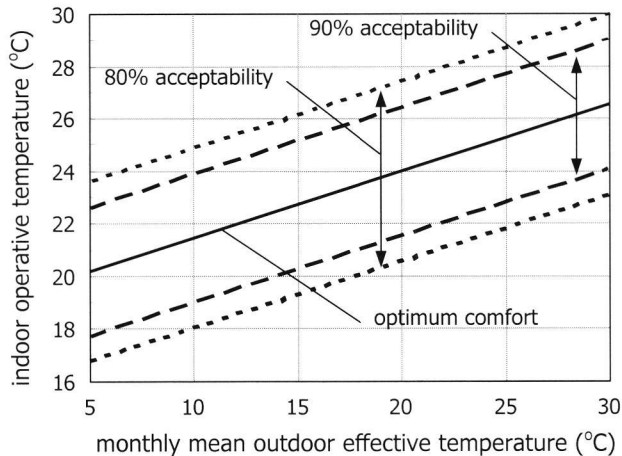 30
28
26
24
22
20
18
16
indoor operative temperature (°C)
90% acceptability
80% acceptability
optimum comfort
5
10
15
20
25
30
monthly mean outdoor effective temperature (°C)